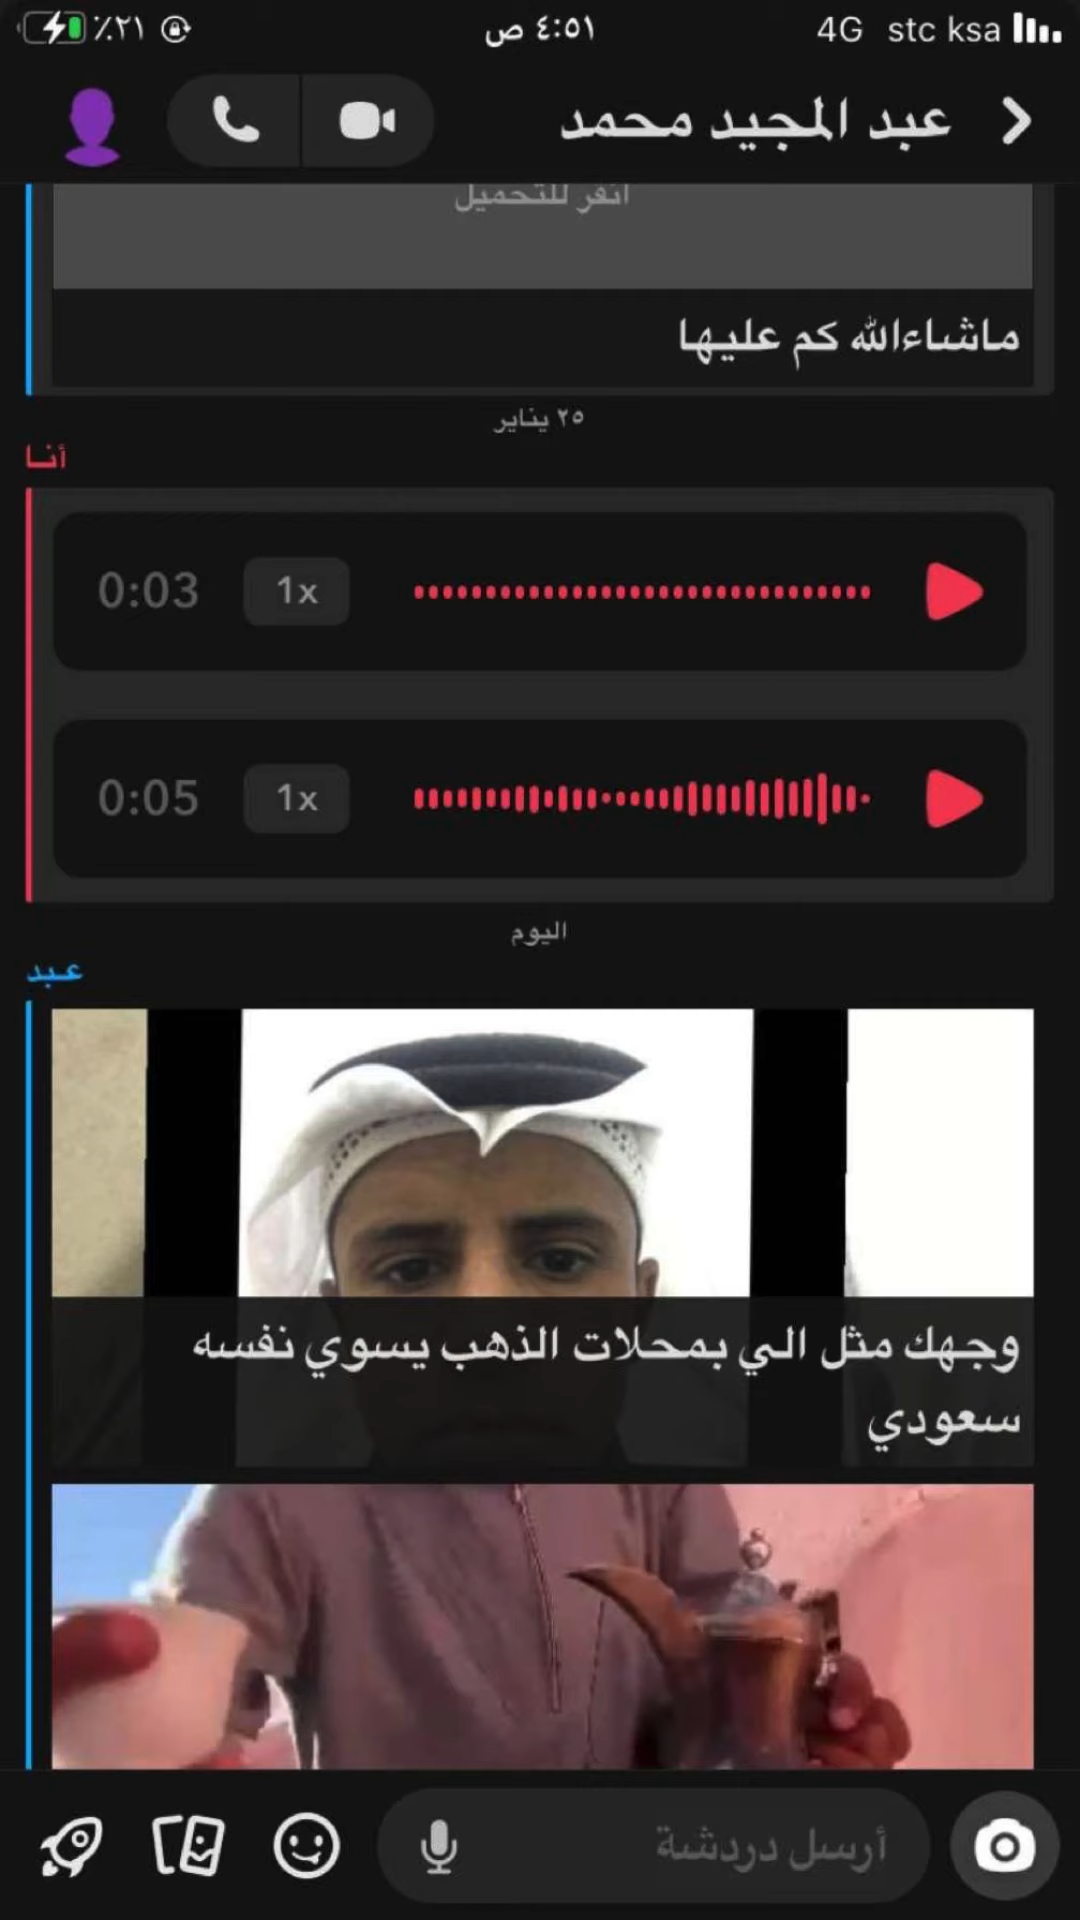 ٤:٥١ ص
٪٢١
4G stc ksa
عبد المجيد محمد
انقر للتحميل
ماشاءالله كم عليها
٢٥ يناير
أنا
0:03 1x
0:05 1x
اليوم
عبد
وجهك مثل الي بمحلات الذهب يسوي نفسه
سعودي
أرسل دردشة